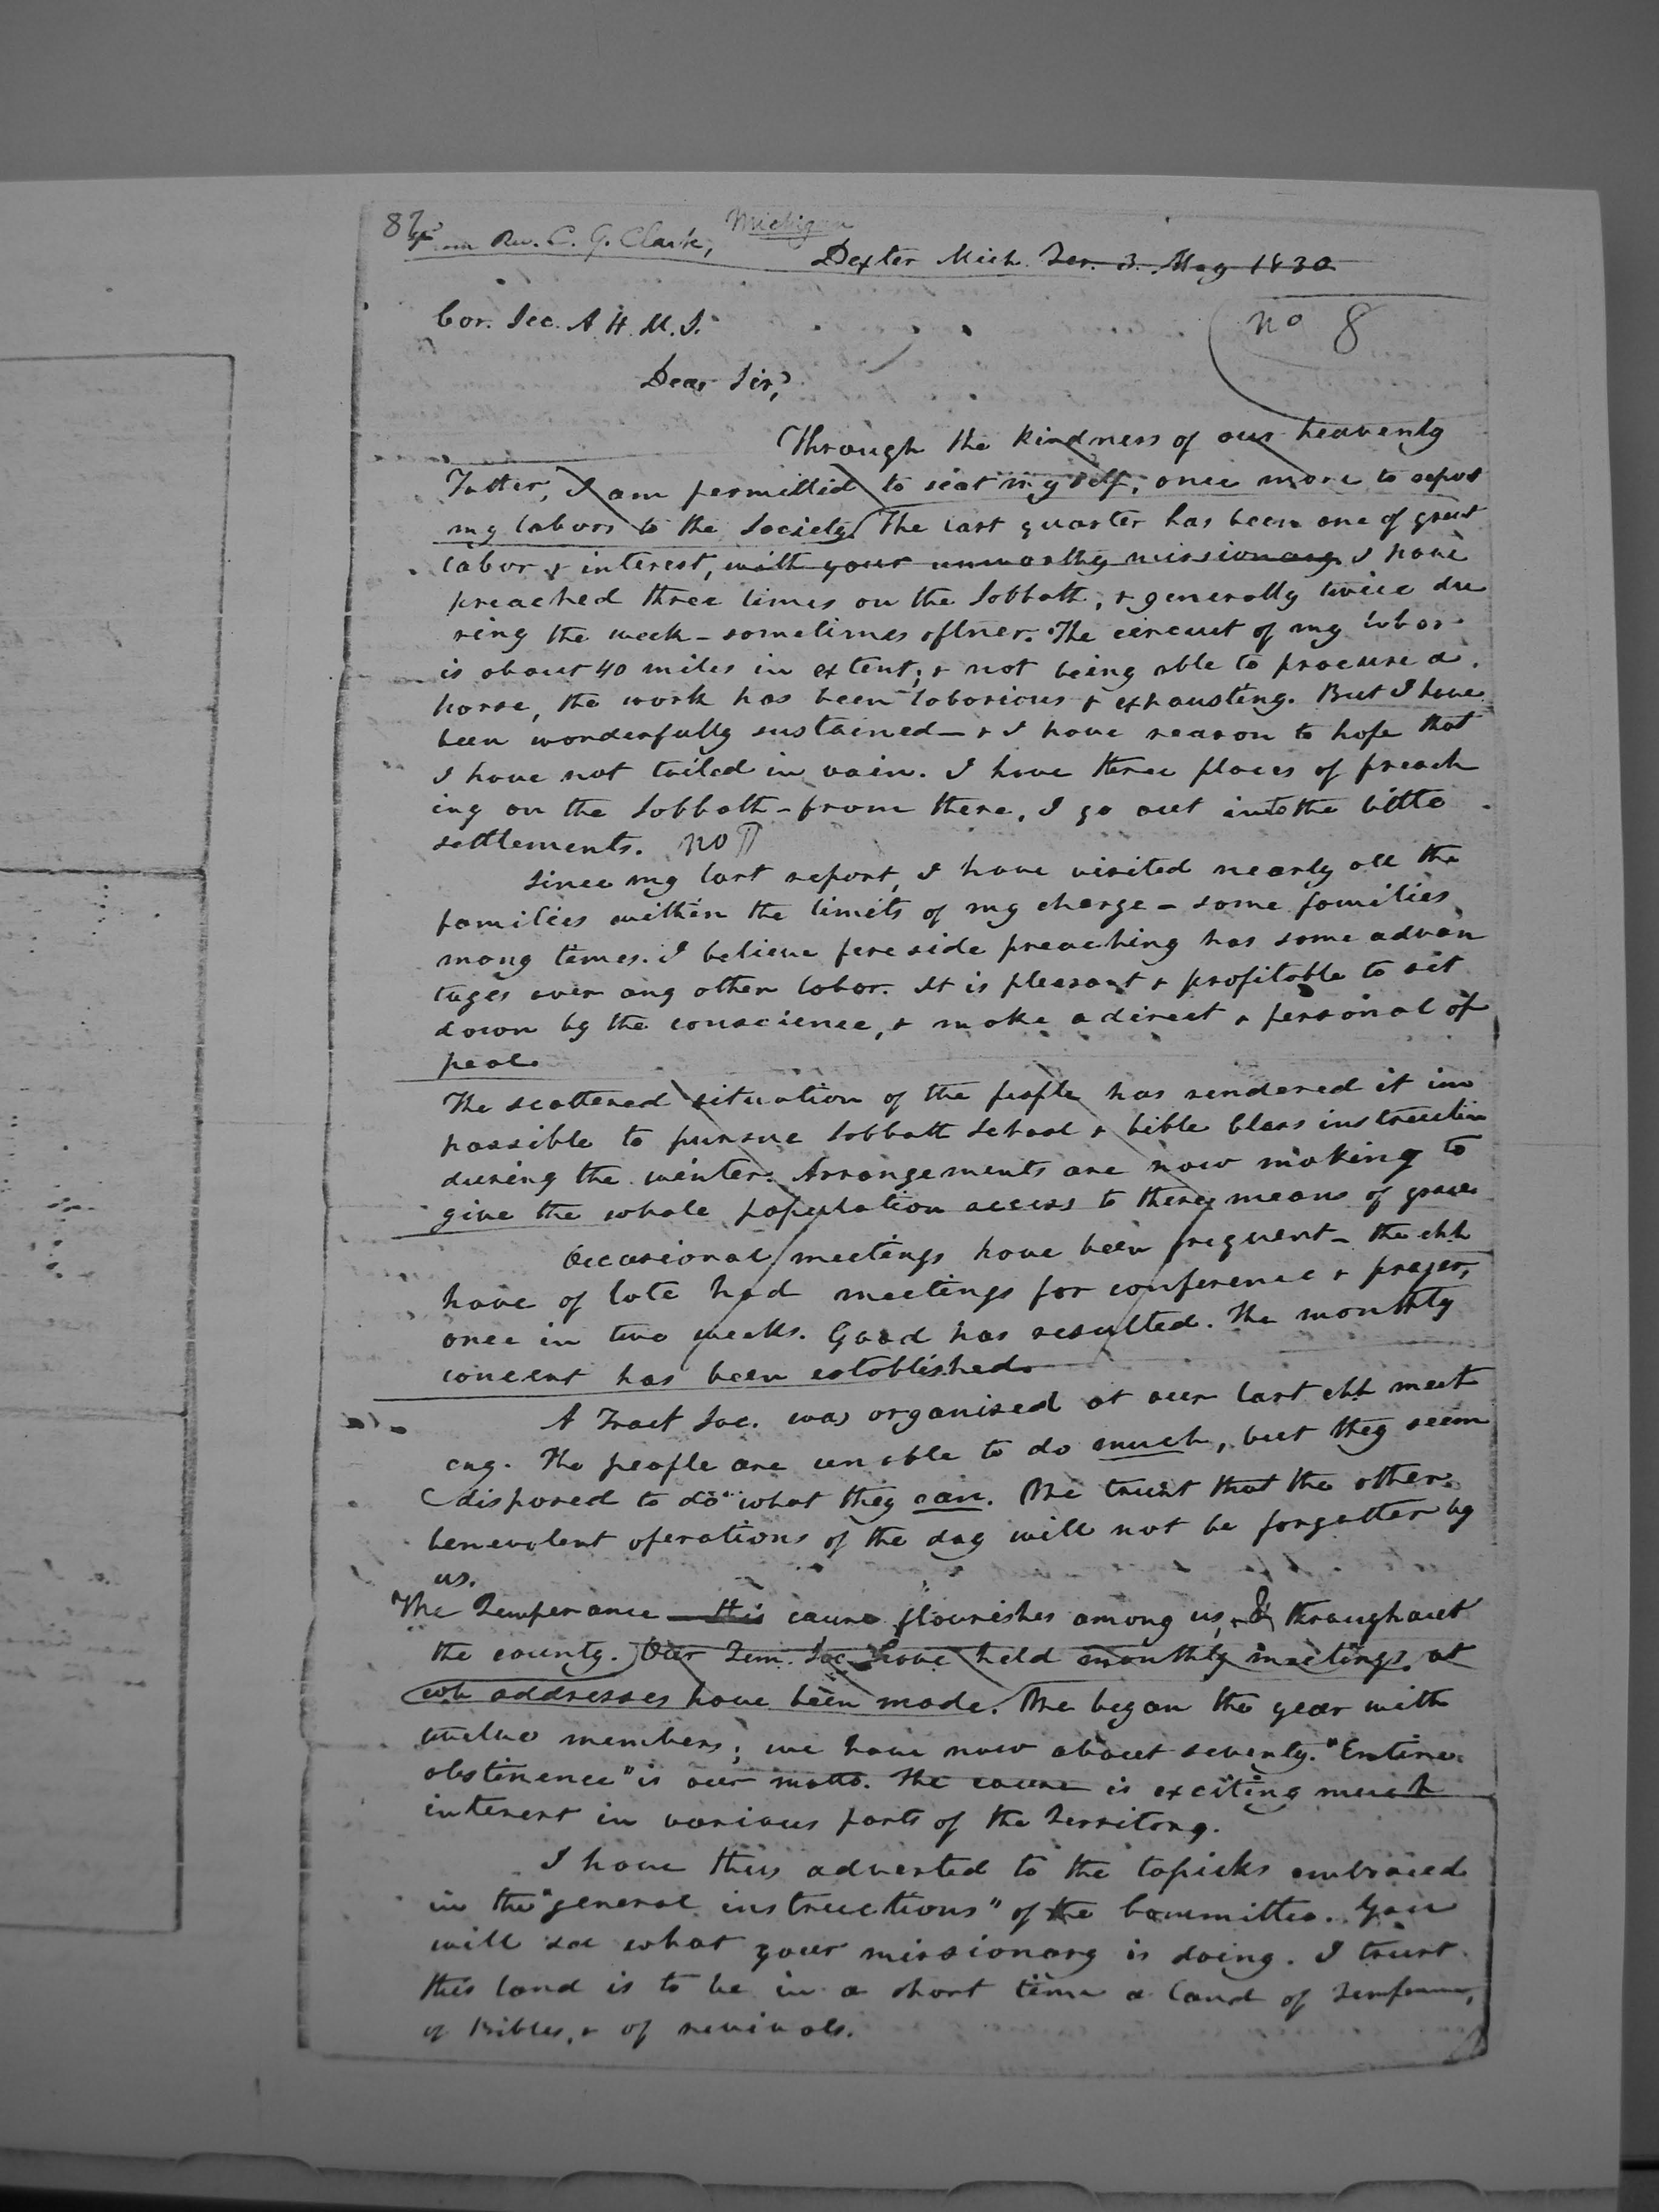 87
From Rev. C. G. Clark, Michigan
Dexter Mich. Ter. 3. May 1830
Cor. Sec. A. H. M. S.
no 8
Dear Sir,
Through the kindness of our heavenly
Father, I am permitted to seat myself, once more to report
my labors to the Society. The last quarter has been one of great
labor & interest, with your unworthy missionary. I have
preached three times on the Sabbath, & generally twice du
ring the week - sometimes oftner. The circuit of my labor
is about 40 miles in extent; & not being able to procure a
horse, the work has been laborious & exhausting. But I have
been wonderfully sustained - & I have reason to hope that
I have not toiled in vain. I have three places of preach
ing on the Sabbath - from there, I go out into the little
settlements. no ¶
Since my last report, I have visited nearly all the
families within the limits of my charge - some families
many times. I believe fire side preaching has some advan
tages over any other labor. It is pleasant & profitable to sit
down by the conscience, & make a direct & personal ap
peal.
The scattered situation of the people has rendered it im
possible to pursue Sabbath School & bible Class instruction
during the winter. Arrangements are now making to
give the whole population access to these means of grace.
Occasional meetings have been frequent - the chh
have of late had meetings for conference & prayer,
once in two weeks. Good has resulted. The monthly
concert has been established.
A Tract Soc. was organised at our last chh meet
ing. The people are unable to do much, but they seem
disposed to do what they can. We trust that the other
benevolent operations of the day will not be forgotten by
us.
The Temperance cause flourishes among us, & throughout
the county. Our Tem. Soc. have held monthly meetings, at
wh addresses have been made. We began the year with
twelve members; we have now about seventy. "Entire
abstinence" is our motto. The cause is exciting much
interest in various parts of the Territory.
I have thus adverted to the topicks embraced
in the "general instructions" of the Committee. You
will see what your missionary is doing. I trust
this land is to be in a short time a land of Temperance,
of Bibles, & of revivals.